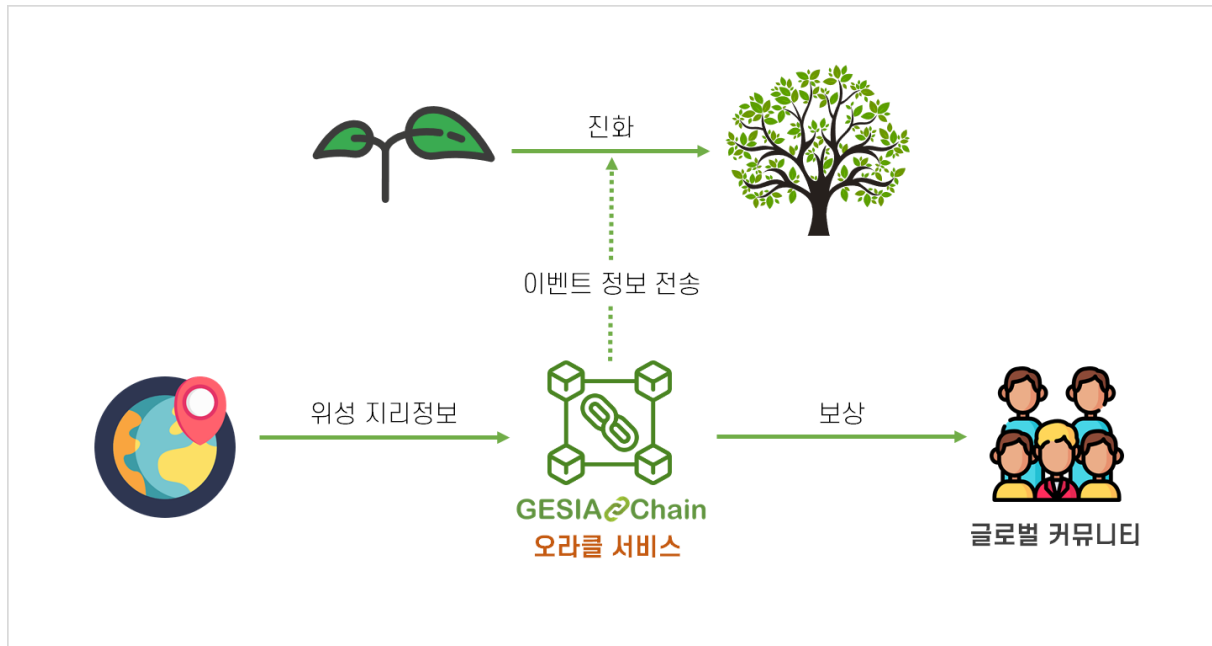 진화
이벤트 정보 전송
위성 지리정보
보상
GESIA Chain
오라클 서비스
글로벌 커뮤니티